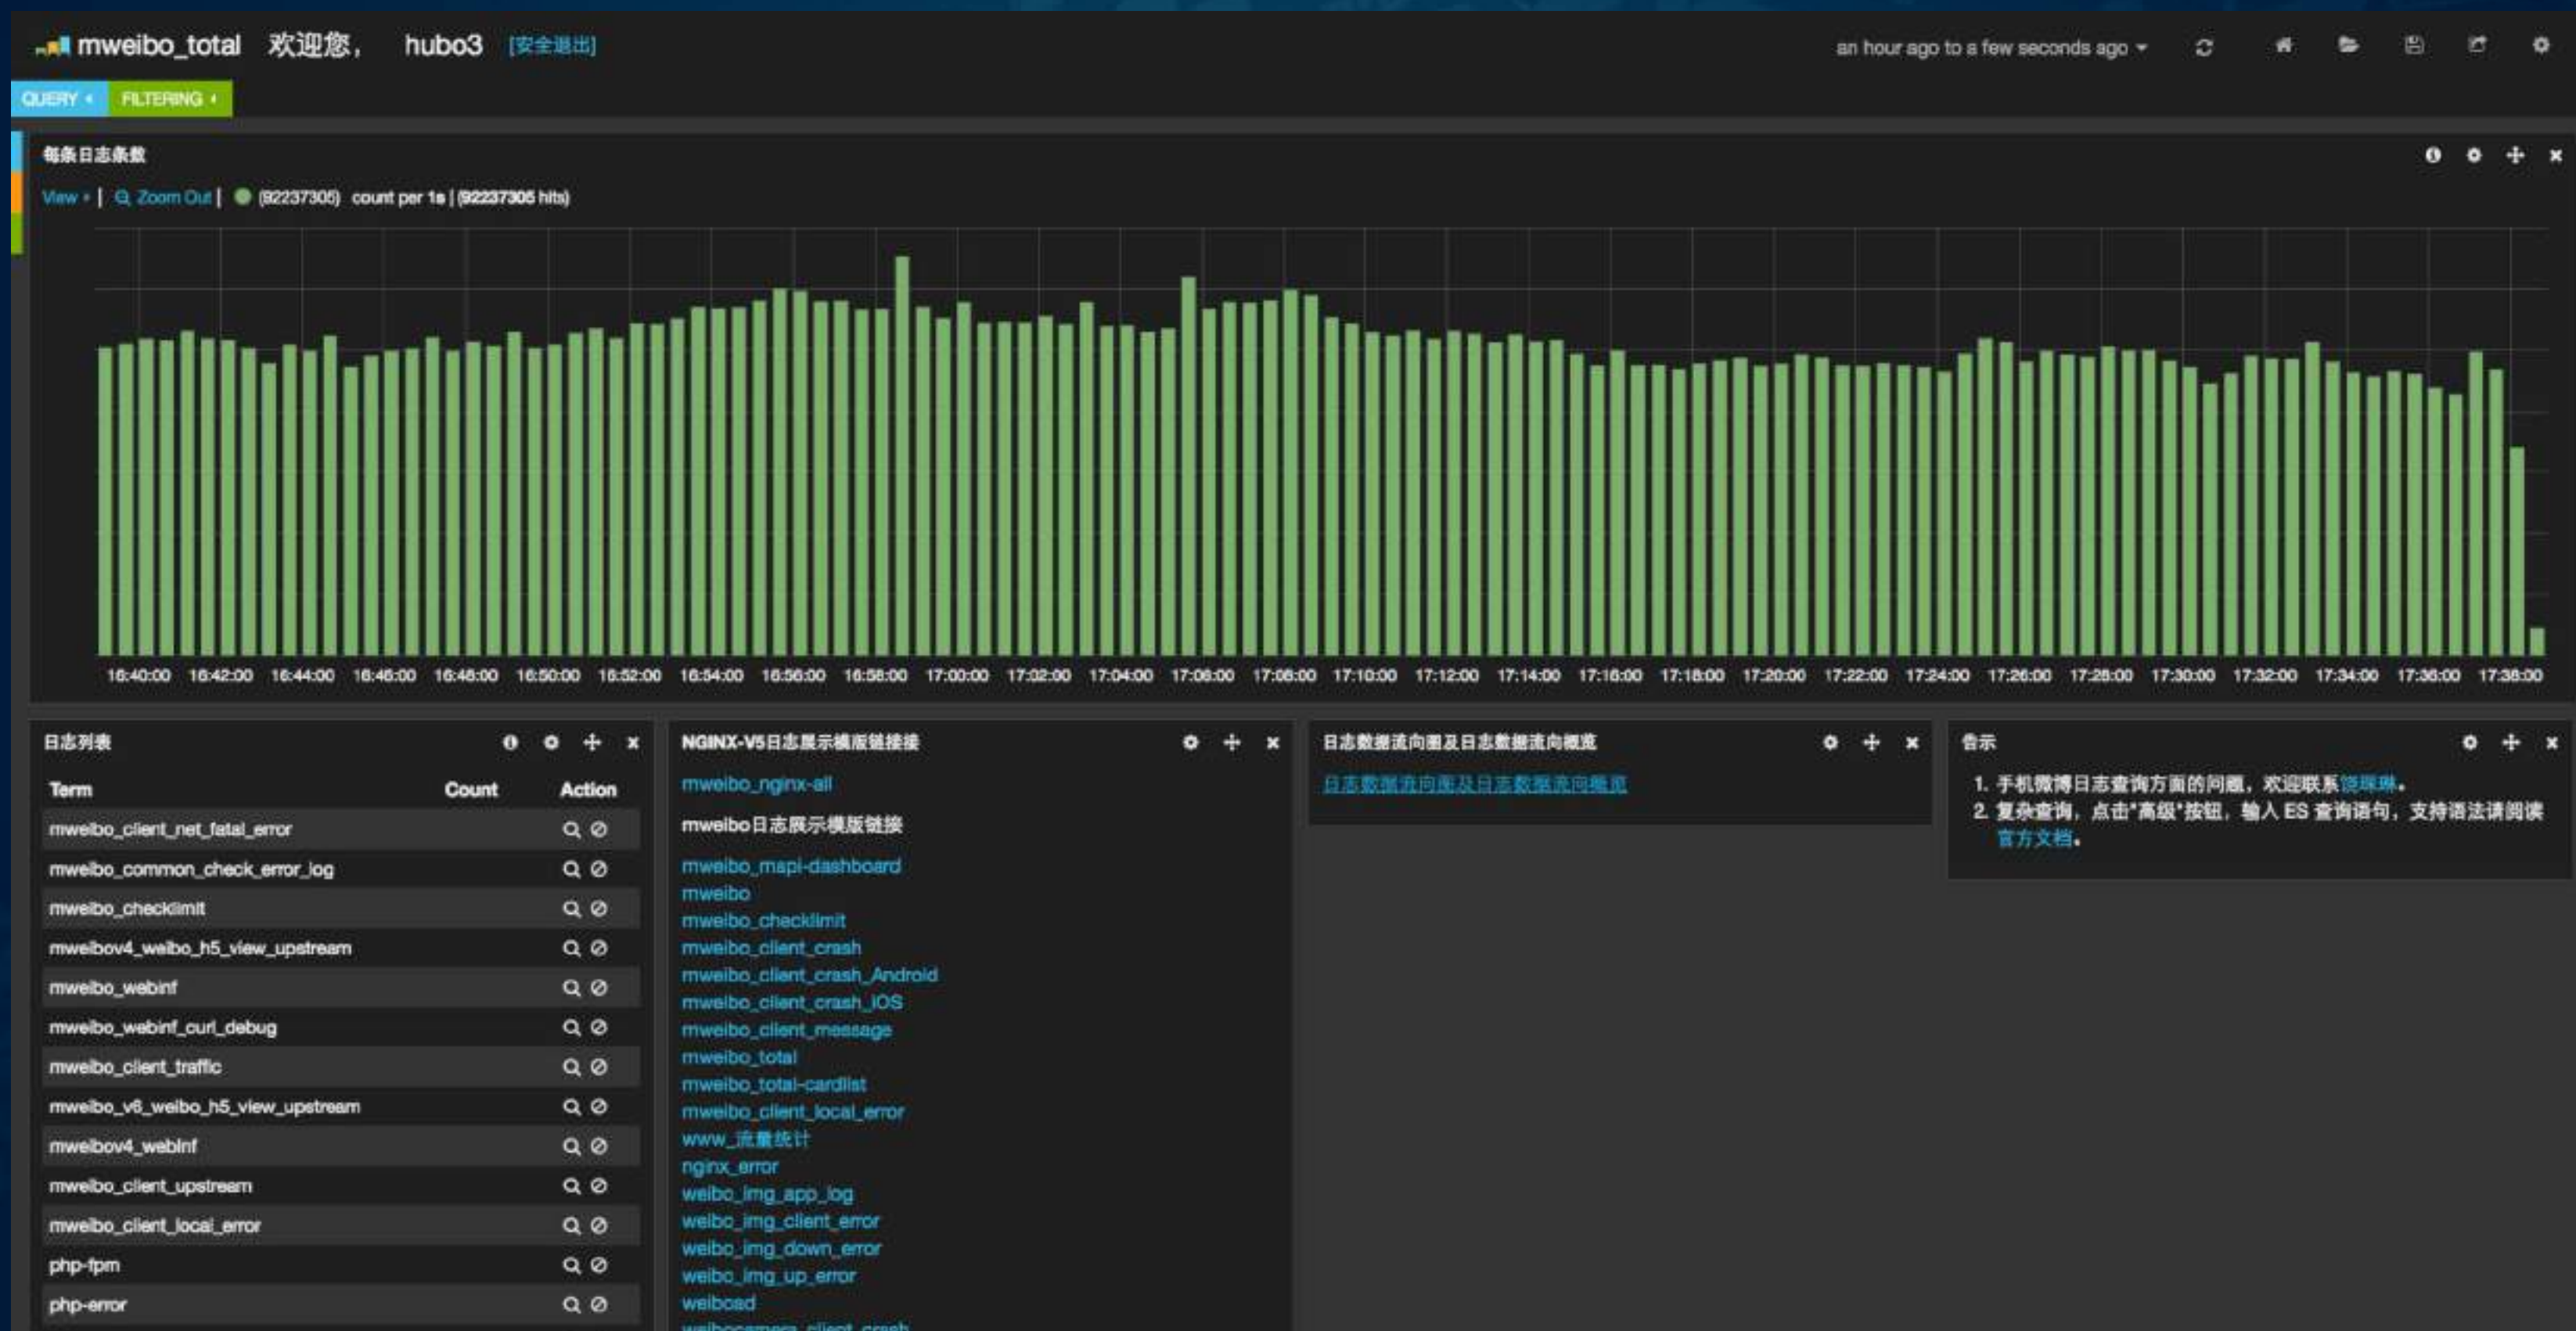 mweibo_total 欢迎您， hubo3 [安全退出]
an hour ago to a few seconds ago
QUERY FILTERING
每条日志条数
View | Zoom Out | (92237305) count per 1s | (92237305 hits)
16:40:00 16:42:00 16:44:00 16:46:00 16:48:00 16:50:00 16:52:00 16:54:00 16:56:00 16:58:00 17:00:00 17:02:00 17:04:00 17:06:00 17:08:00 17:10:00 17:12:00 17:14:00 17:16:00 17:18:00 17:20:00 17:22:00 17:24:00 17:26:00 17:28:00 17:30:00 17:32:00 17:34:00 17:36:00 17:38:00
日志列表
Term Count Action
mweibo_client_net_fatal_error
mweibo_common_check_error_log
mweibo_checklimit
mweibov4_weibo_h5_view_upstream
mweibo_webinf
mweibo_webinf_curl_debug
mweibo_client_traffic
mweibo_v6_weibo_h5_view_upstream
mweibov4_webinf
mweibo_client_upstream
mweibo_client_local_error
php-fpm
php-error
NGINX-V5日志展示模版链接接
mweibo_nginx-all
mweibo日志展示模版链接
mweibo_mapi-dashboard
mweibo
mweibo_checklimit
mweibo_client_crash
mweibo_client_crash_Android
mweibo_client_crash_iOS
mweibo_client_message
mweibo_total
mweibo_total-cardlist
mweibo_client_local_error
www_流量统计
nginx_error
weibo_img_app_log
weibo_img_client_error
weibo_img_down_error
weibo_img_up_error
weiboad
weibocamera_client_crash
日志数据流向图及日志数据流向概览
日志数据流向图及日志数据流向概览
告示
1. 手机微博日志查询方面的问题，欢迎联系饶琛琳。
2. 复杂查询，点击"高级"按钮，输入 ES 查询语句，支持语法请阅读
官方文档。